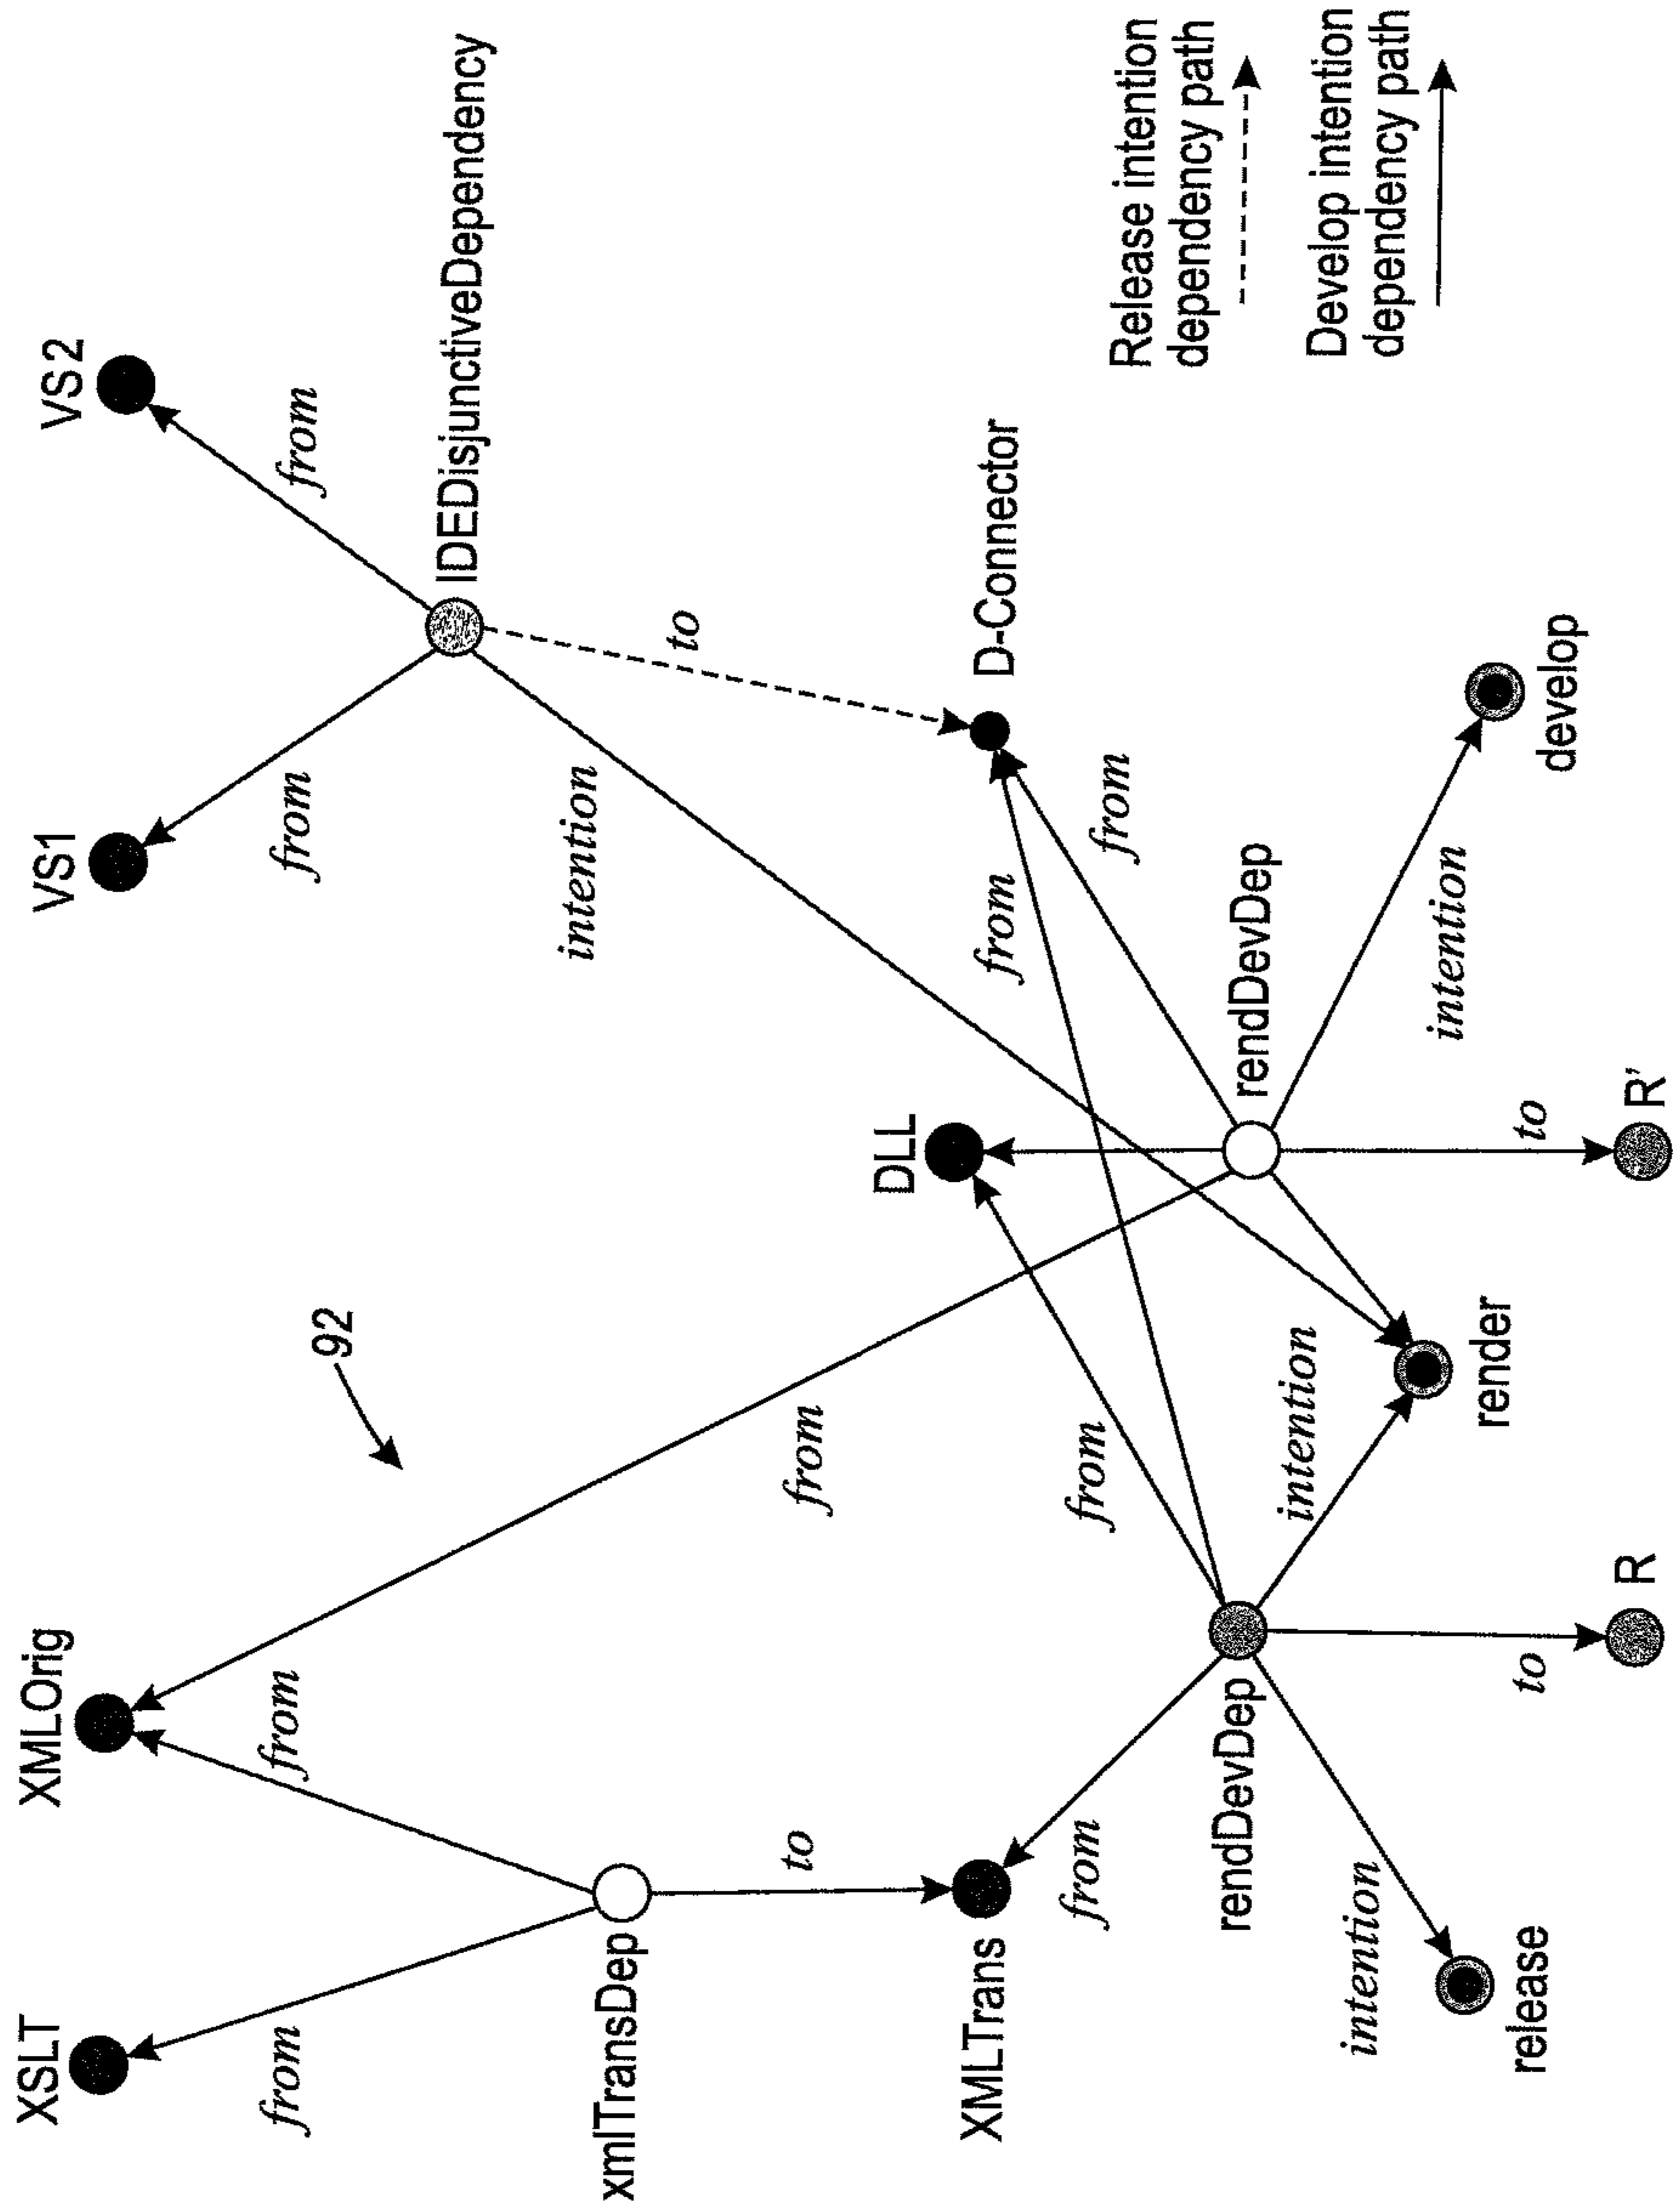 XSLT
XMLOrig
VS1
VS2
from
from
from
from
92
IDEDisjunctiveDependency
intention
xmlTransDep
to
to
from
DLL
XMLTrans
D-Connector
from
from
from
from
Release intention
dependency path
rendDevDep
rendDevDep
intention
Develop intention
dependency path
intention
intention
render
release
to
to
develop
R
R'